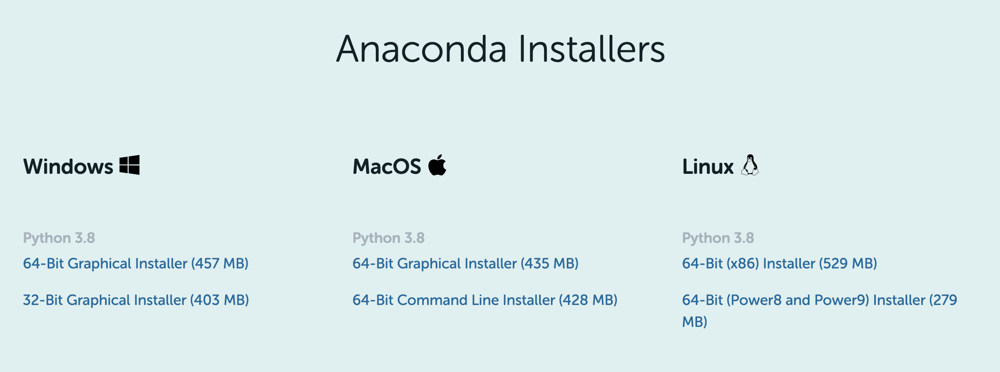 Anaconda Installers
Windows
Python 3.8
64-Bit Graphical Installer (457 MB)
32-Bit Graphical Installer (403 MB)
MacOS
Python 3.8
64-Bit Graphical Installer (435 MB)
64-Bit Command Line Installer (428 MB)
Linux
Python 3.8
64-Bit (x86) Installer (529 MB)
64-Bit (Power8 and Power9) Installer (279
MB)